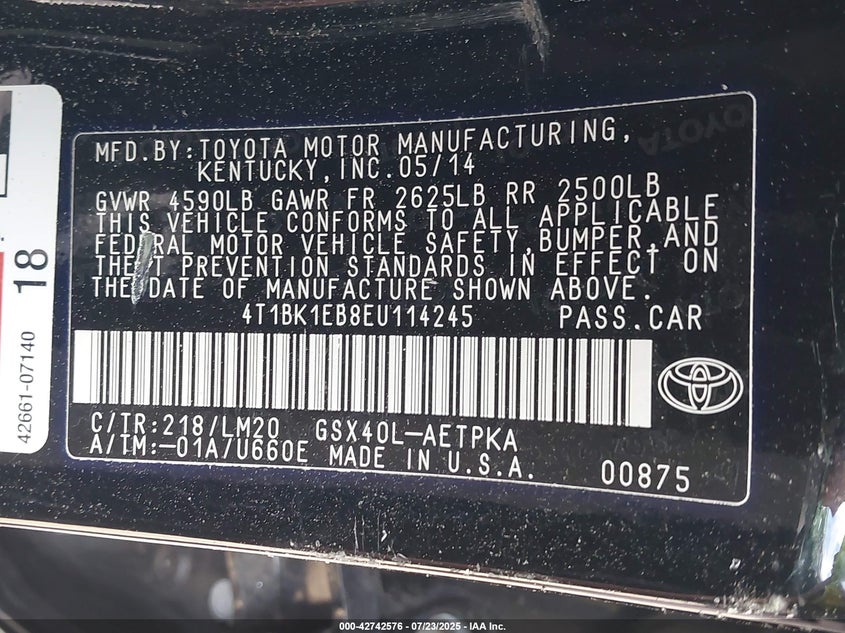 MFD.BY:TOYOTA MOTOR MANUFACTURING,
KENTUCKY,INC.05/14
GVWR 4590LB GAWR FR 2625LB RR 2500LB
THIS VEHICLE CONFORMS TO ALL APPLICABLE
FEDERAL MOTOR VEHICLE SAFETY,BUMPER,AND
THEFT PREVENTION STANDARDS IN EFFECT ON
THE DATE OF MANUFACTURE SHOWN ABOVE.
4T1BK1EB8EU114245 PASS.CAR
C/TR:218/LM20 GSX40L-AETPKA
A/TM:-01A/U660E MADE IN U.S.A. 00875
18
42661-07140
TOYOTA
000-42742576 - 07/23/2025 - IAA Inc.